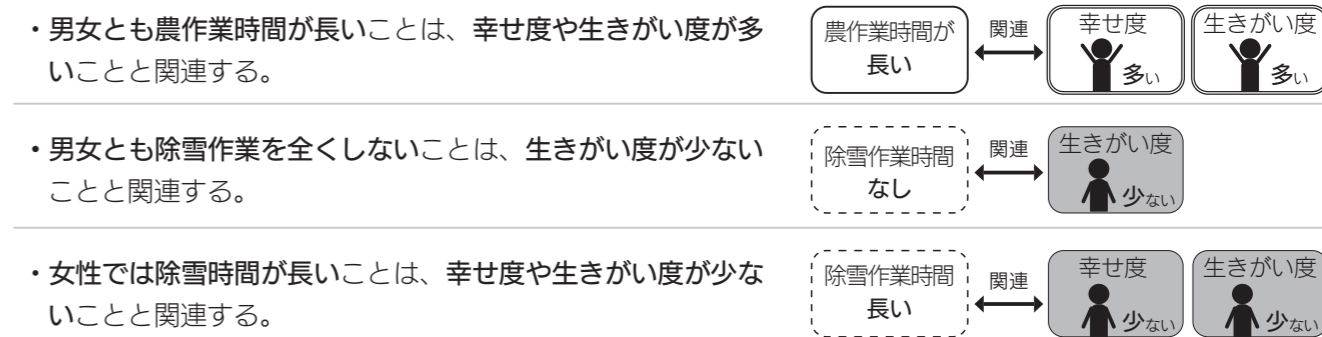 ・男女とも農作業時間が長いことは、幸せ度や生きがい度が多
いことと関連する。
農作業時間が
長い
関連
幸せ度
多い
生きがい度
多い
・男女とも除雪作業を全くしないことは、生きがい度が少ない
ことと関連する。
除雪作業時間
なし
関連
生きがい度
少ない
・女性では除雪時間が長いことは、幸せ度や生きがい度が少な
いことと関連する。
除雪作業時間
長い
関連
幸せ度
少ない
生きがい度
少ない